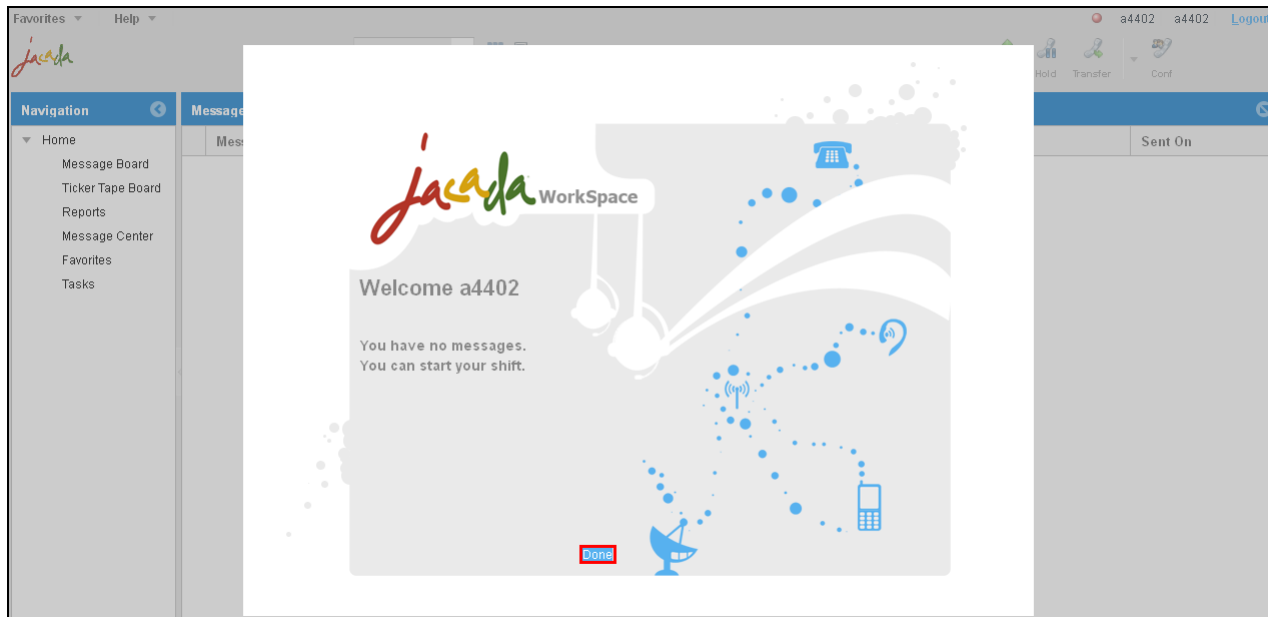 Favorites Help a4402 a4402 Logout
jacada
Hold Transfer Conf
Navigation
Message
Mess
Sent On
Home
Message Board
Ticker Tape Board
Reports
Message Center
Favorites
Tasks
jacada WorkSpace
Welcome a4402
You have no messages.
You can start your shift.
Done